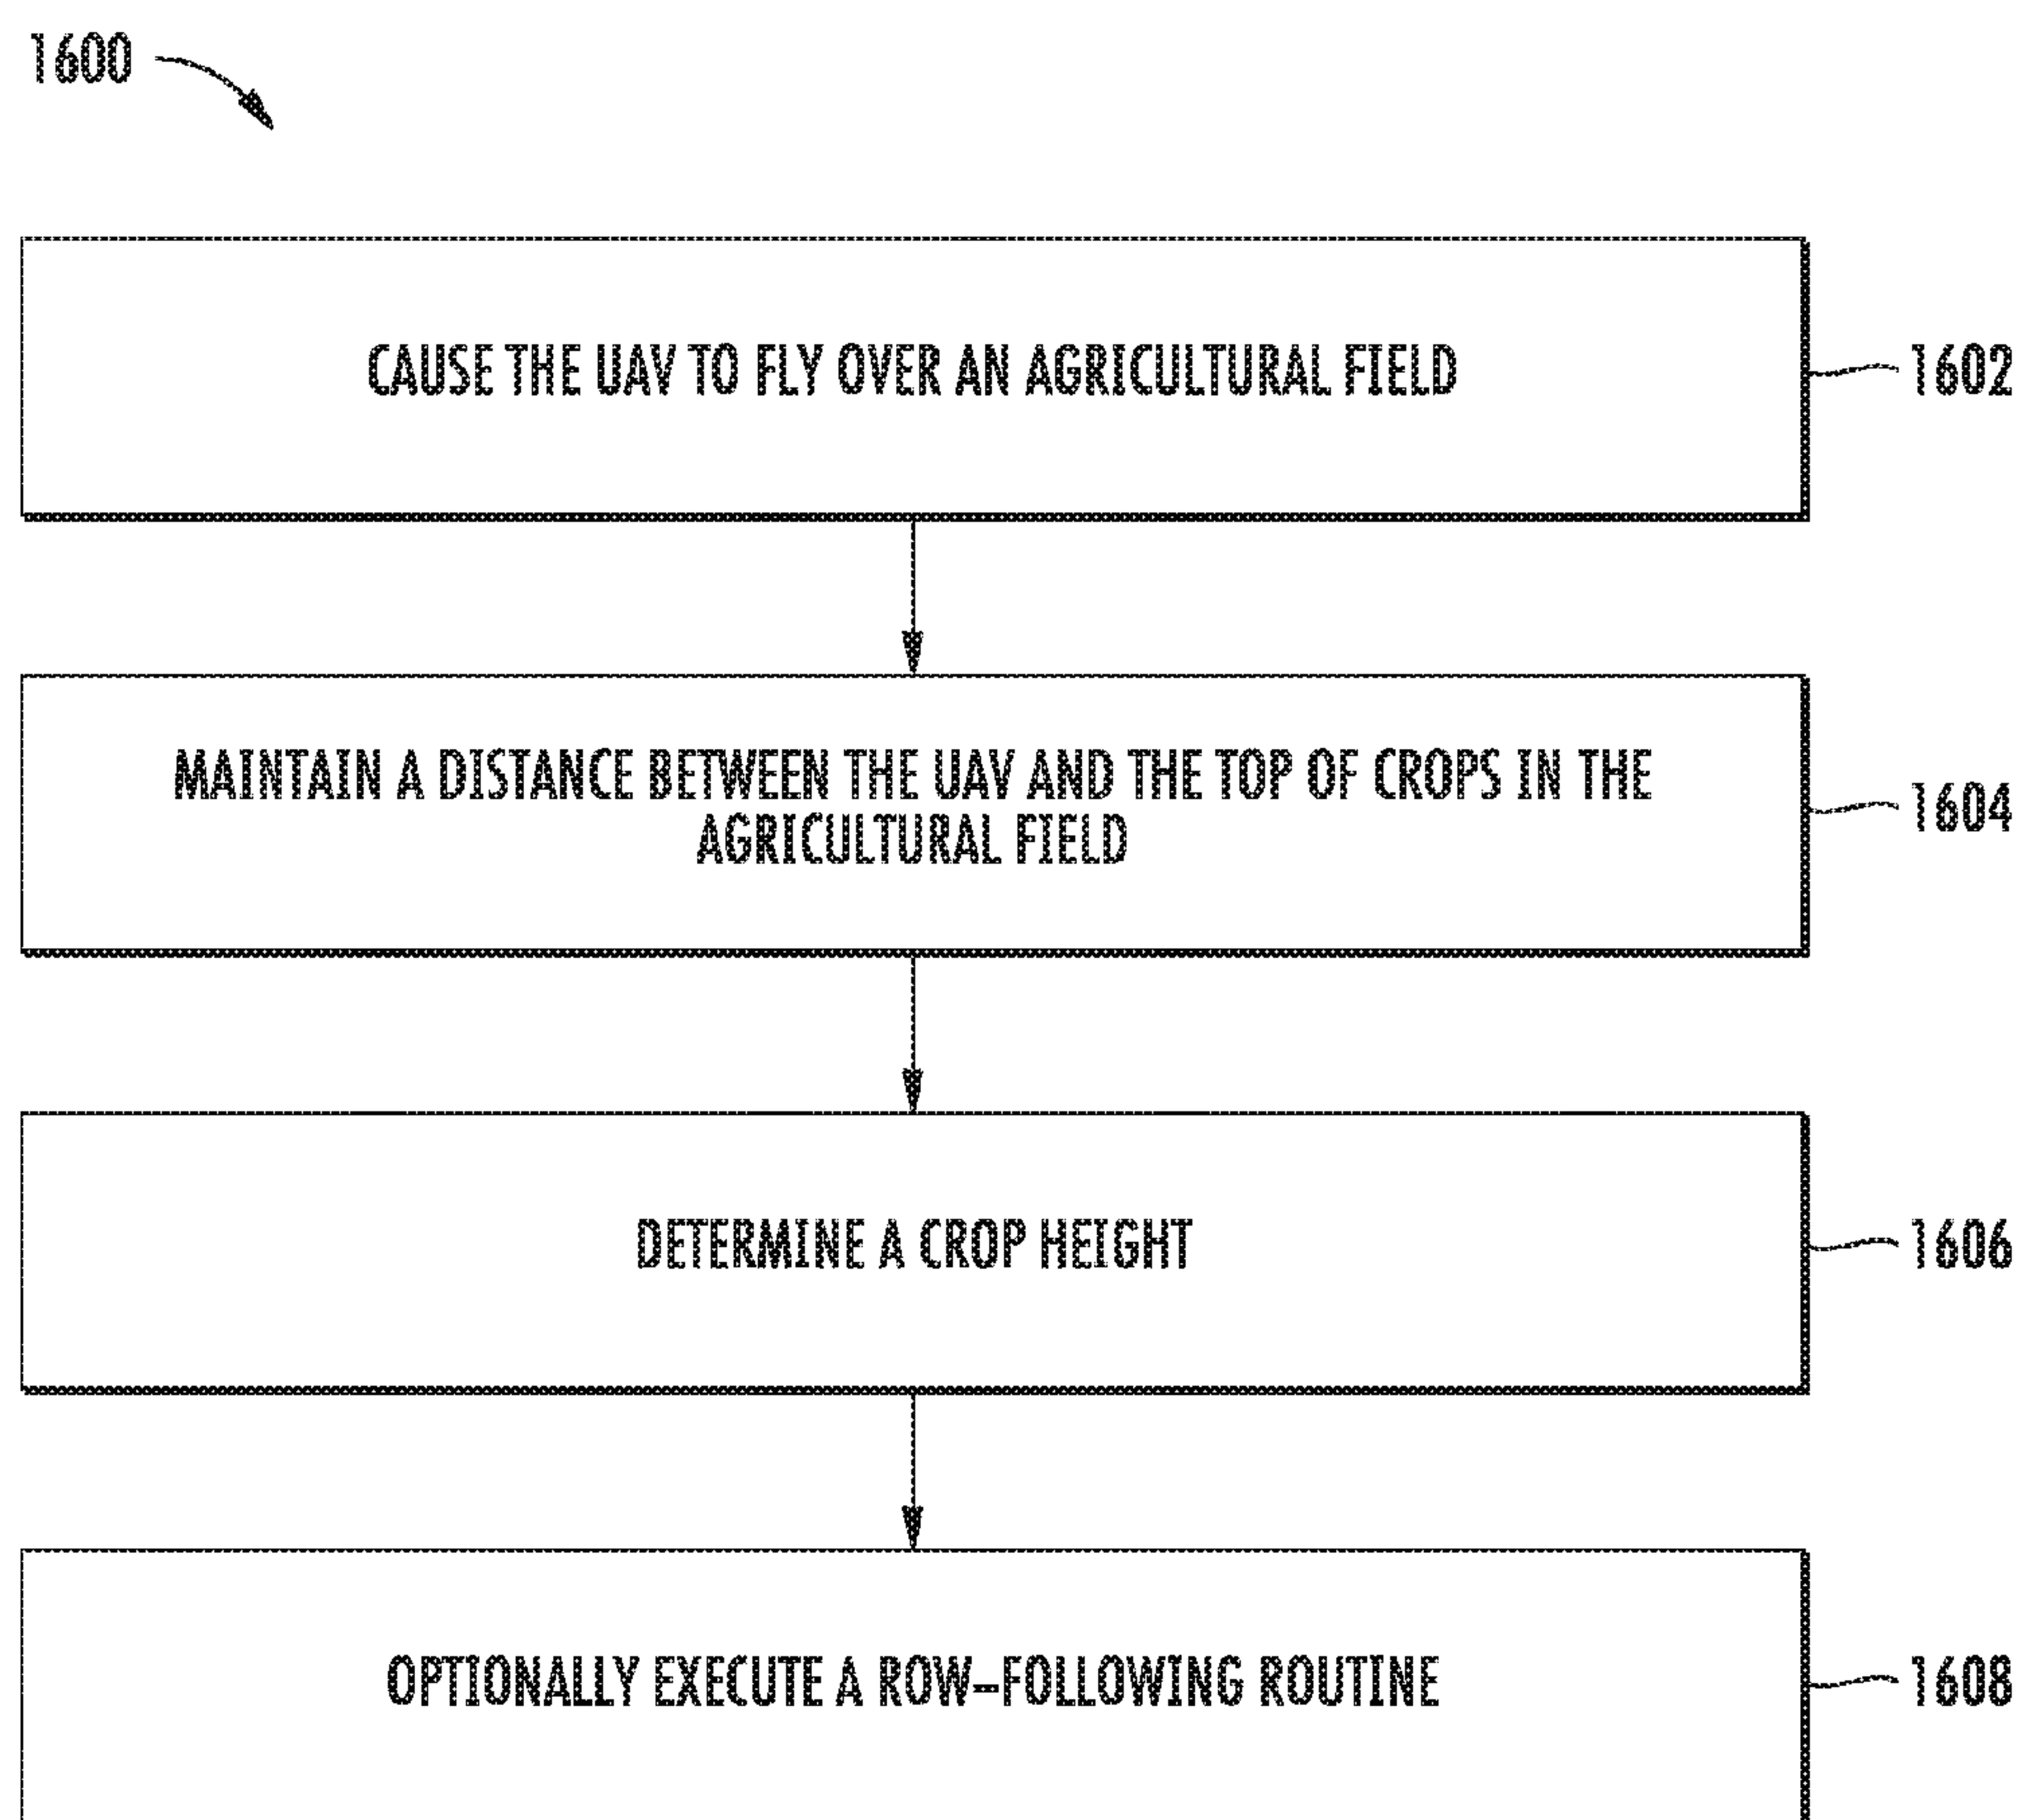 1600
CAUSE THE UAV TO FLY OVER AN AGRICULTURAL FIELD
1602
MAINTAIN A DISTANCE BETWEEN THE UAV AND THE TOP OF CROPS IN THE
AGRICULTURAL FIELD
1604
DETERMINE A CROP HEIGHT
1606
OPTIONALLY EXECUTE A ROW–FOLLOWING ROUTINE
1608